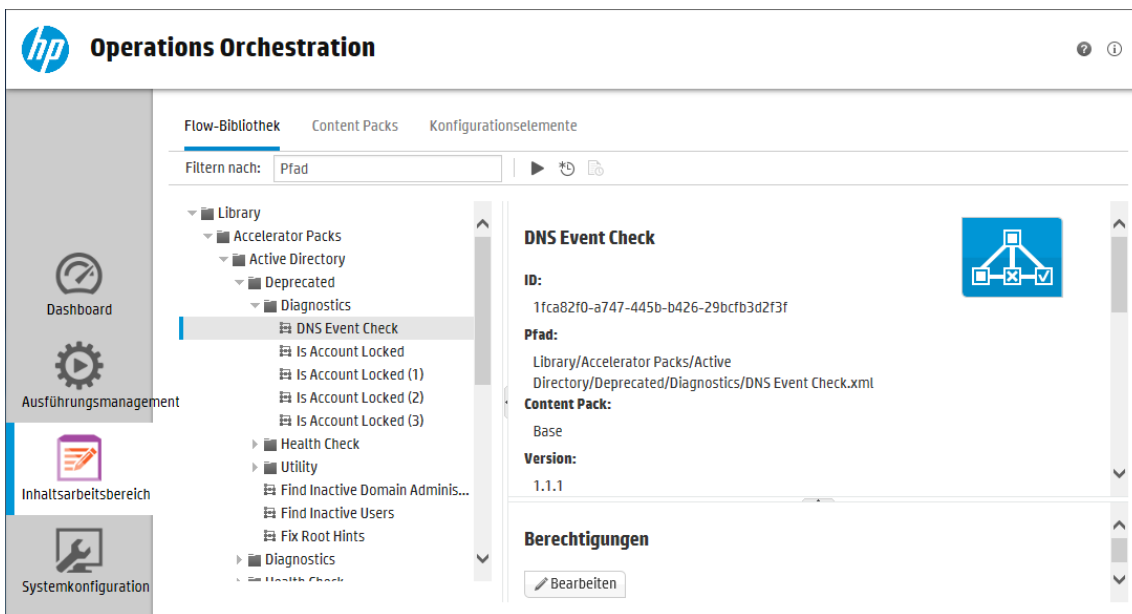 hp
Operations Orchestration
Dashboard
Ausführungsmanagement
Inhaltsarbeitsbereich
Systemkonfiguration
Flow-Bibliothek
Content Packs
Konfigurationselemente
Filtern nach:
Pfad
Library
Accelerator Packs
Active Directory
Deprecated
Diagnostics
DNS Event Check
Is Account Locked
Is Account Locked (1)
Is Account Locked (2)
Is Account Locked (3)
Health Check
Utility
Find Inactive Domain Adminis...
Find Inactive Users
Fix Root Hints
Diagnostics
Health Check
DNS Event Check
ID:
1fca82f0-a747-445b-b426-29bcfb3d2f3f
Pfad:
Library/Accelerator Packs/Active
Directory/Deprecated/Diagnostics/DNS Event Check.xml
Content Pack:
Base
Version:
1.1.1
Berechtigungen
Bearbeiten